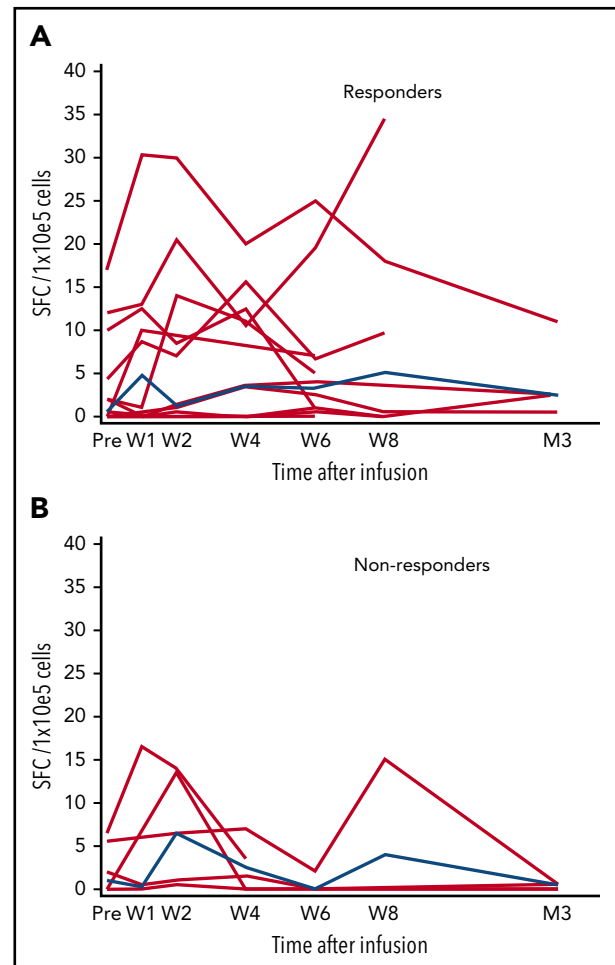 A
40
Responders
35
30
25
20
15
10
5
0
SFC/1x10e5 cells
Pre W1 W2 W4 W6 W8 M3
Time after infusion
B
40
Non-responders
35
30
25
20
15
10
5
0
SFC/1x10e5 cells
Pre W1 W2 W4 W6 W8 M3
Time after infusion